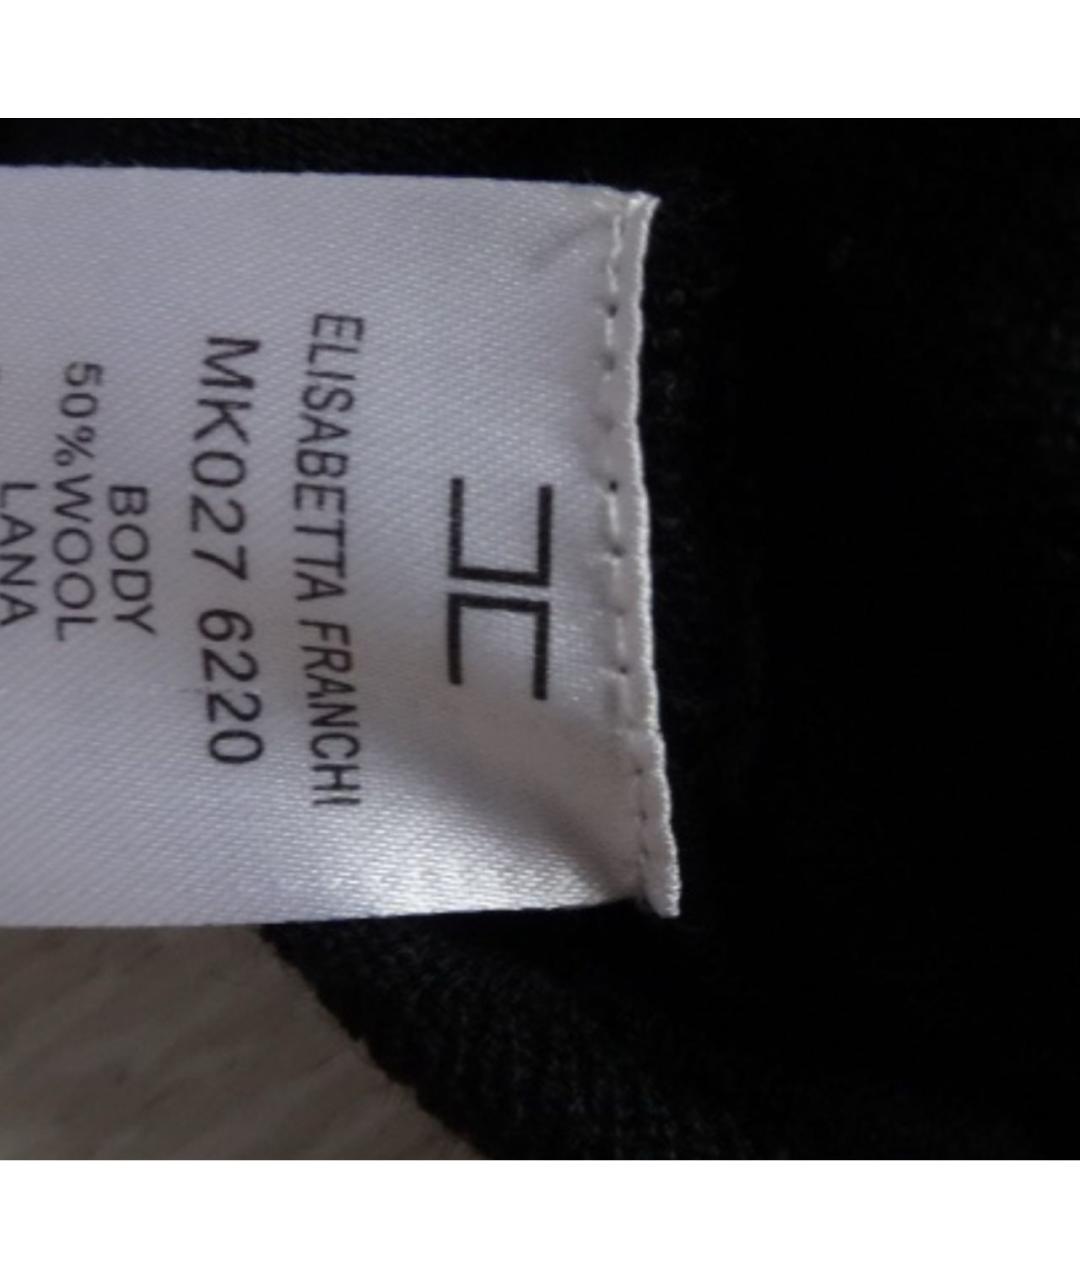 ELISABETTA FRANCHI
MK027 6220
BODY
50%WOOL
LANA